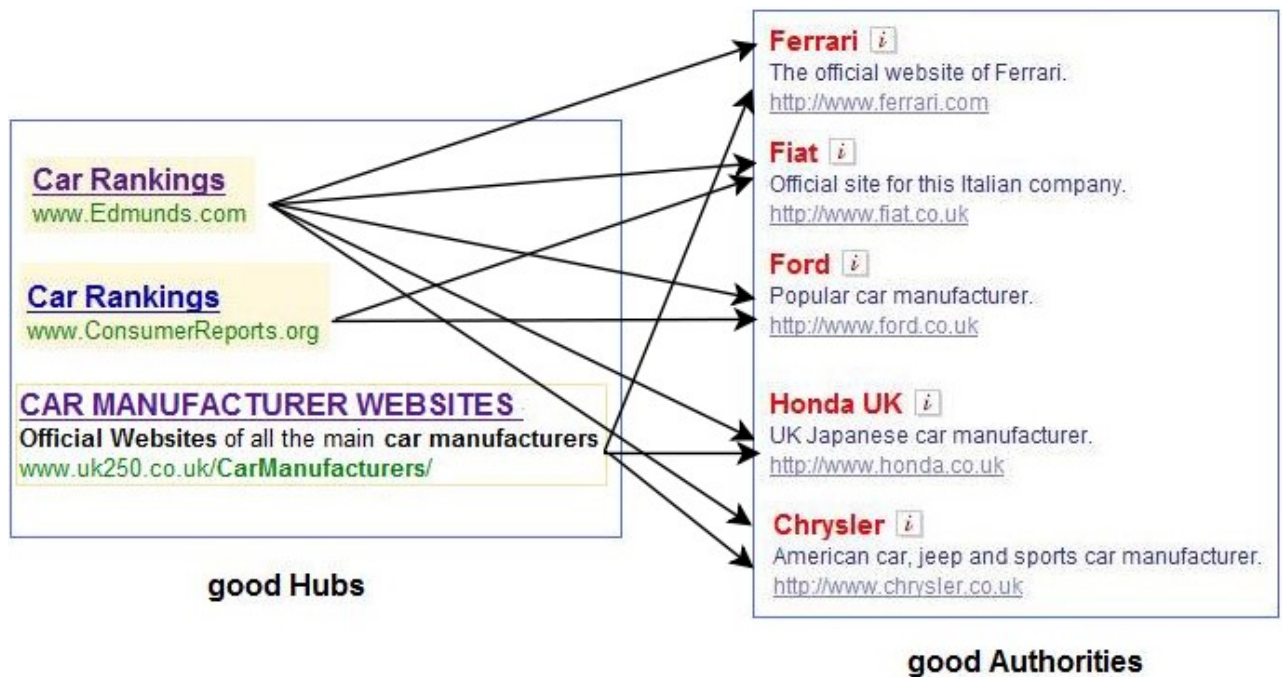 Car Rankings
www.Edmunds.com
Car Rankings
www.ConsumerReports.org
CAR MANUFACTURER WEBSITES
Official Websites of all the main car manufacturers
www.uk250.co.uk/CarManufacturers/
good Hubs
Ferrari i
The official website of Ferrari.
http://www.ferrari.com
Fiat i
Official site for this Italian company.
http://www.fiat.co.uk
Ford i
Popular car manufacturer.
http://www.ford.co.uk
Honda UK i
UK Japanese car manufacturer.
http://www.honda.co.uk
Chrysler i
American car, jeep and sports car manufacturer.
http://www.chrysler.co.uk
good Authorities